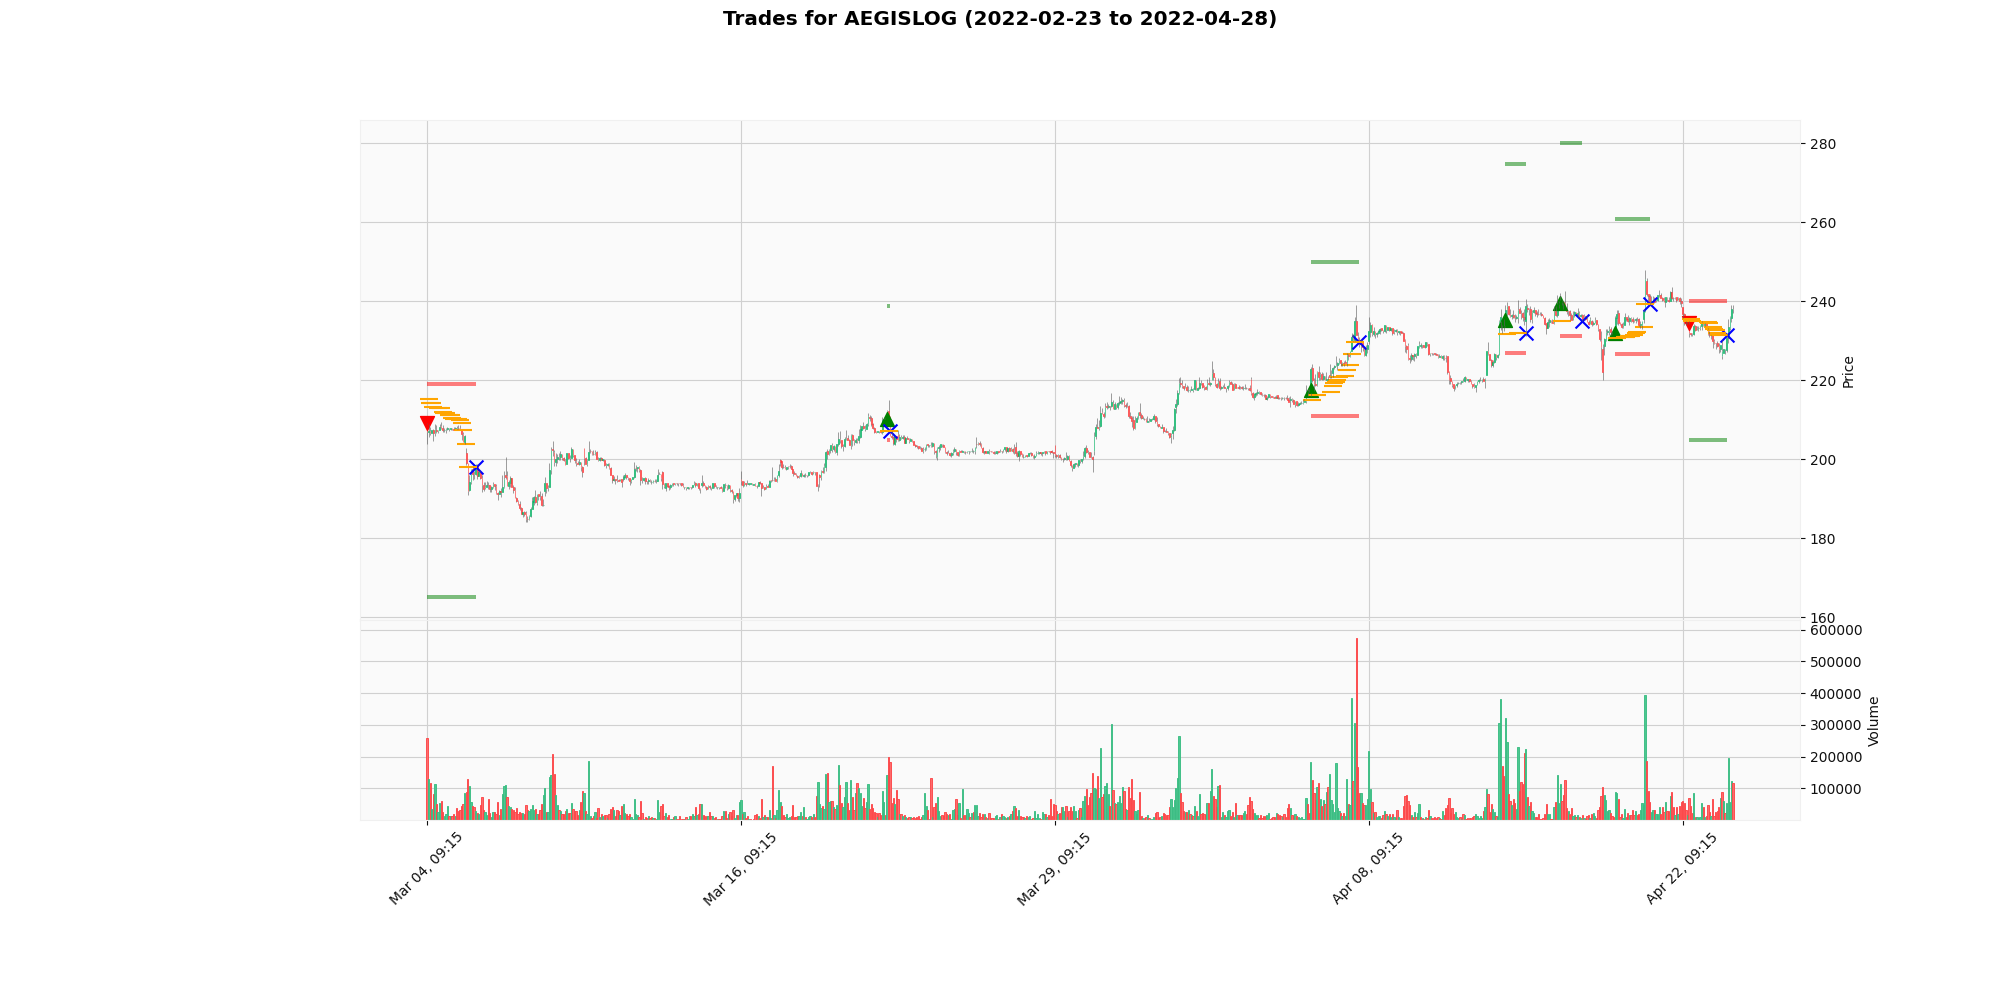 Trades for AEGISLOG (2022-02-23 to 2022-04-28)
280
260
240
220
200
180
160
Price
600000
500000
400000
300000
200000
100000
Volume
Mar 04, 09:15
Mar 16, 09:15
Mar 29, 09:15
Apr 08, 09:15
Apr 22, 09:15